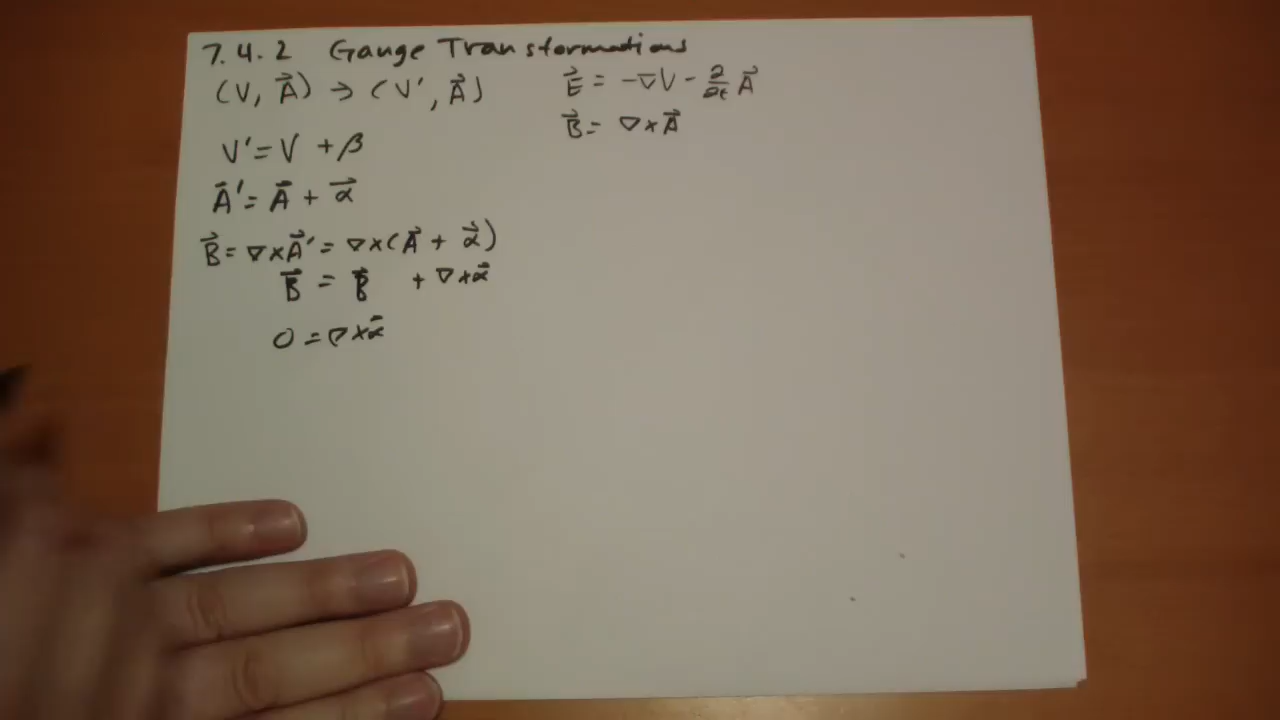 7.4.2 Gauge Transformations
(V, A⃗) → (V', A⃗)
E⃗ = -∇V - ∂/∂t A⃗
B⃗ = ∇×A⃗
V' = V + β
A⃗' = A⃗ + α⃗
B⃗ = ∇×A⃗' = ∇×(A⃗ + α⃗)
B⃗ = B⃗ + ∇×α⃗
0 = ∇×α⃗